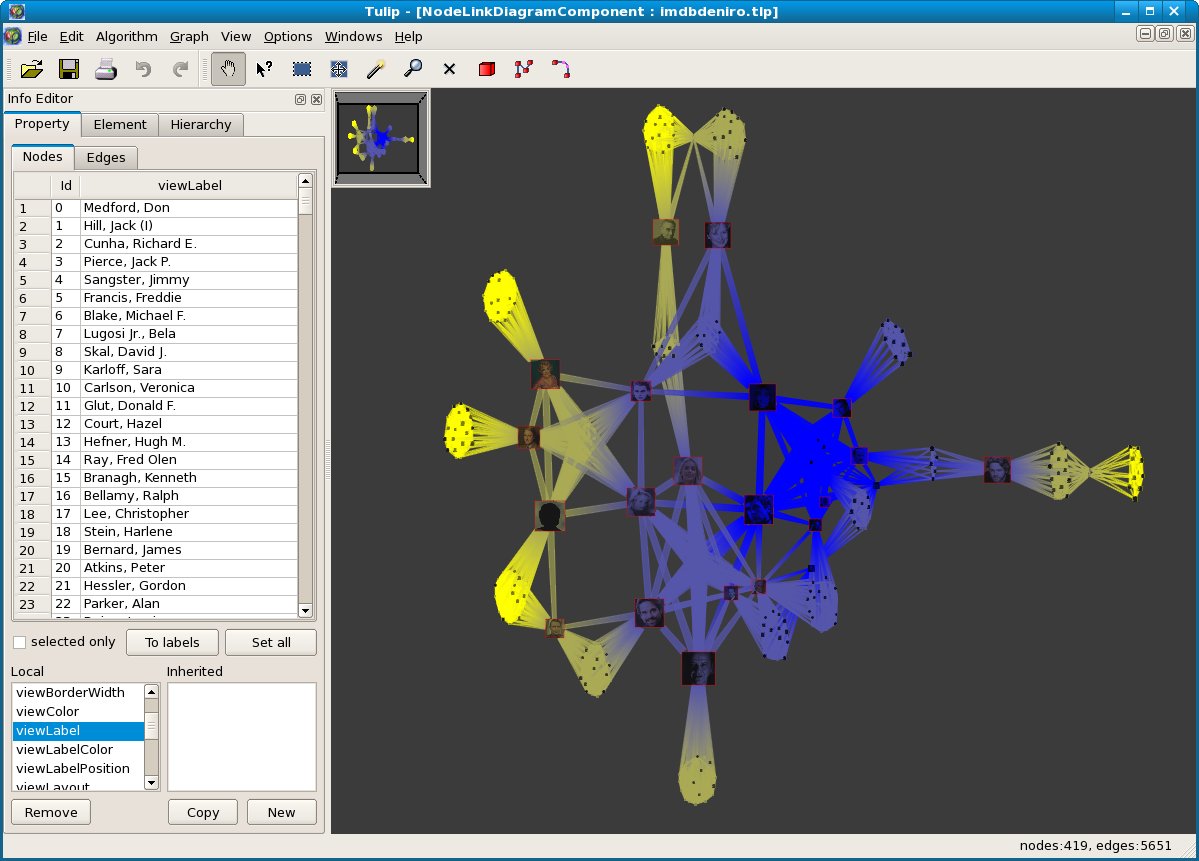 Tulip - [NodeLinkDiagramComponent : imdbdeniro.tlp]
File Edit Algorithm Graph View Options Windows Help
Info Editor
Property Element Hierarchy
Nodes Edges
Id viewLabel
1 0 Medford, Don
2 1 Hill, Jack (I)
3 2 Cunha, Richard E.
4 3 Pierce, Jack P.
5 4 Sangster, Jimmy
6 5 Francis, Freddie
7 6 Blake, Michael F.
8 7 Lugosi Jr., Bela
9 8 Skal, David J.
10 9 Karloff, Sara
11 10 Carlson, Veronica
12 11 Glut, Donald F.
13 12 Court, Hazel
14 13 Hefner, Hugh M.
15 14 Ray, Fred Olen
16 15 Branagh, Kenneth
17 16 Bellamy, Ralph
18 17 Lee, Christopher
19 18 Stein, Harlene
20 19 Bernard, James
21 20 Atkins, Peter
22 21 Hessler, Gordon
23 22 Parker, Alan
selected only To labels Set all
Local Inherited
viewBorderWidth
viewColor
viewLabel
viewLabelColor
viewLabelPosition
viewLayout
Remove Copy New
nodes:419, edges:5651